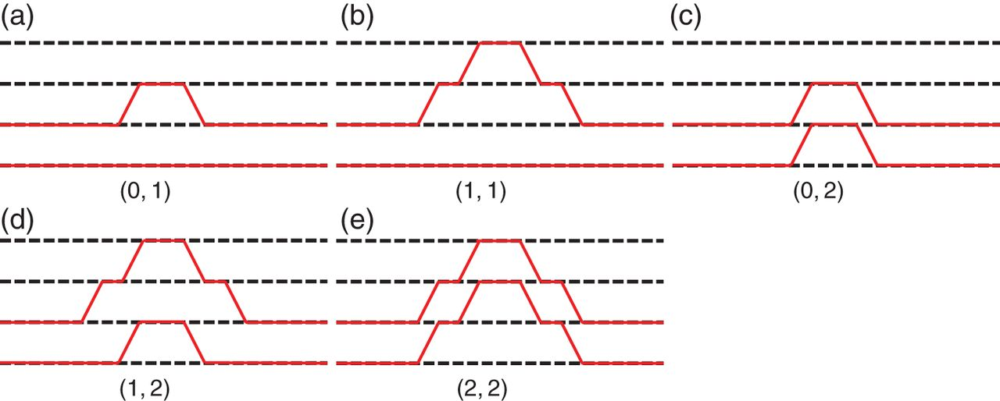 (a)
(b)
(c)
(0, 1)
(1, 1)
(0, 2)
(d)
(e)
(1, 2)
(2, 2)